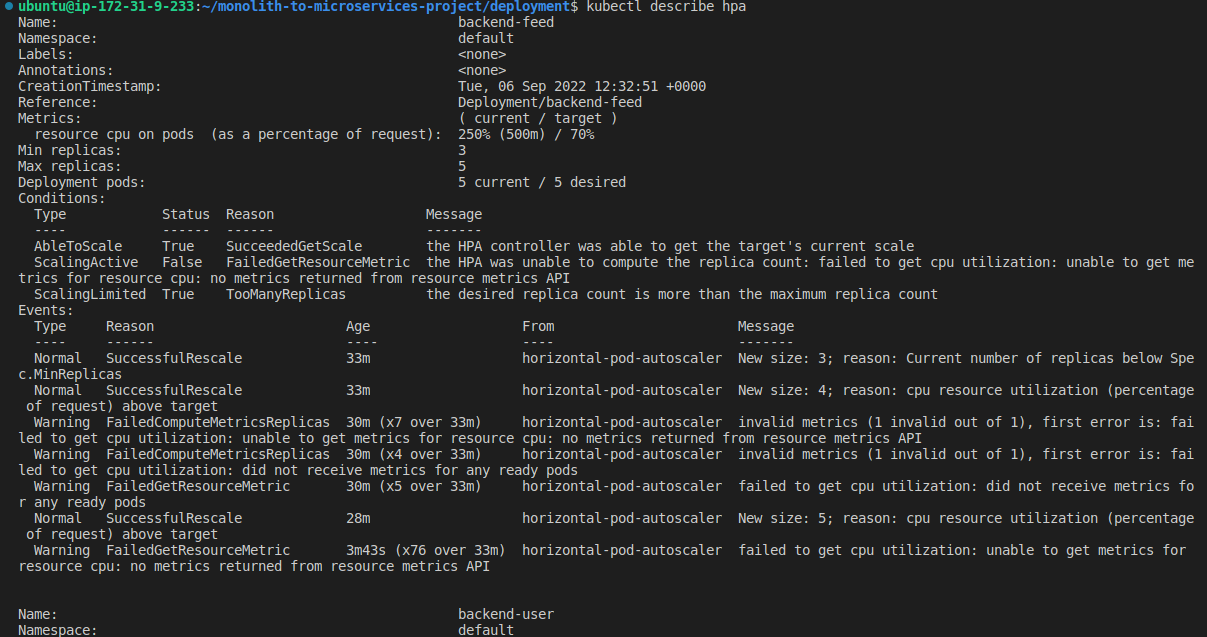 ubuntu@ip-172-31-9-233:~/monolith-to-microservices-project/deployment$ kubectl describe hpa
Name:                                                  backend-feed
Namespace:                                             default
Labels:                                                <none>
Annotations:                                           <none>
CreationTimestamp:                                     Tue, 06 Sep 2022 12:32:51 +0000
Reference:                                             Deployment/backend-feed
Metrics:                                               ( current / target )
  resource cpu on pods  (as a percentage of request):  250% (500m) / 70%
Min replicas:                                          3
Max replicas:                                          5
Deployment pods:                                       5 current / 5 desired
Conditions:
  Type            Status  Reason                   Message
  ----            ------  ------                   -------
  AbleToScale     True    SucceededGetScale        the HPA controller was able to get the target's current scale
  ScalingActive   False   FailedGetResourceMetric  the HPA was unable to compute the replica count: failed to get cpu utilization: unable to get me
trics for resource cpu: no metrics returned from resource metrics API
  ScalingLimited  True    TooManyReplicas          the desired replica count is more than the maximum replica count
Events:
  Type     Reason                        Age                   From                       Message
  ----     ------                        ----                  ----                       -------
  Normal   SuccessfulRescale             33m                   horizontal-pod-autoscaler  New size: 3; reason: Current number of replicas below Spe
c.MinReplicas
  Normal   SuccessfulRescale             33m                   horizontal-pod-autoscaler  New size: 4; reason: cpu resource utilization (percentage
 of request) above target
  Warning  FailedComputeMetricsReplicas  30m (x7 over 33m)     horizontal-pod-autoscaler  invalid metrics (1 invalid out of 1), first error is: fai
led to get cpu utilization: unable to get metrics for resource cpu: no metrics returned from resource metrics API
  Warning  FailedComputeMetricsReplicas  30m (x4 over 33m)     horizontal-pod-autoscaler  invalid metrics (1 invalid out of 1), first error is: fai
led to get cpu utilization: did not receive metrics for any ready pods
  Warning  FailedGetResourceMetric       30m (x5 over 33m)     horizontal-pod-autoscaler  failed to get cpu utilization: did not receive metrics fo
r any ready pods
  Normal   SuccessfulRescale             28m                   horizontal-pod-autoscaler  New size: 5; reason: cpu resource utilization (percentage
 of request) above target
  Warning  FailedGetResourceMetric       3m43s (x76 over 33m)  horizontal-pod-autoscaler  failed to get cpu utilization: unable to get metrics for
resource cpu: no metrics returned from resource metrics API
Name:                                                  backend-user
Namespace:                                             default